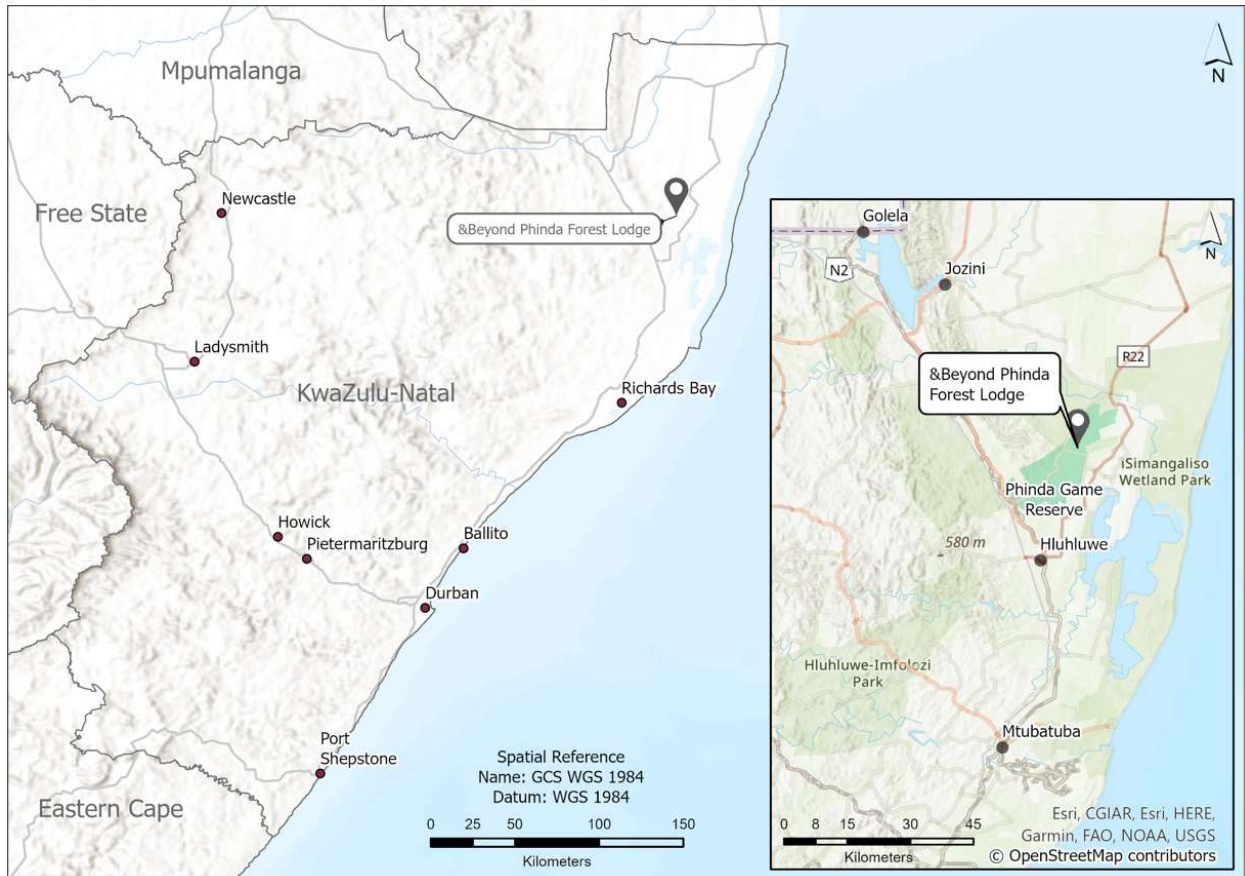 Mpumalanga
N
Newcastle
Free State
&Beyond Phinda Forest Lodge
Ladysmith
KwaZulu-Natal
Richards Bay
Howick
Pietermaritzburg
Ballito
Durban
Port
Shepstone
Eastern Cape
Spatial Reference
Name: GCS WGS 1984
Datum: WGS 1984
0 25 50 100 150
Kilometers
Golela
N
N2
Jozini
R22
&Beyond Phinda
Forest Lodge
iSimangaliso
Wetland Park
Phinda Game
Reserve
580 m
Hluhluwe
Hluhluwe-Imfolozi
Park
Mtubatuba
Esri, CGIAR, Esri, HERE,
Garmin, FAO, NOAA, USGS
© OpenStreetMap contributors
0 8 15 30 45
Kilometers